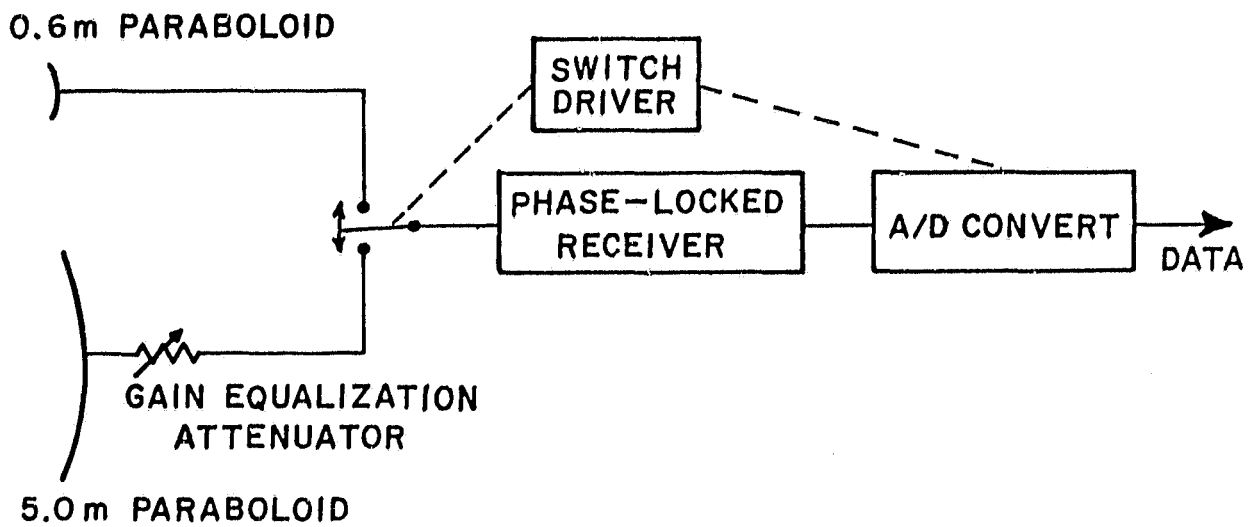 0.6m PARABOLOID
SWITCH
DRIVER
PHASE-LOCKED
RECEIVER
A/D CONVERT
DATA
GAIN EQUALIZATION
ATTENUATOR
5.0m PARABOLOID